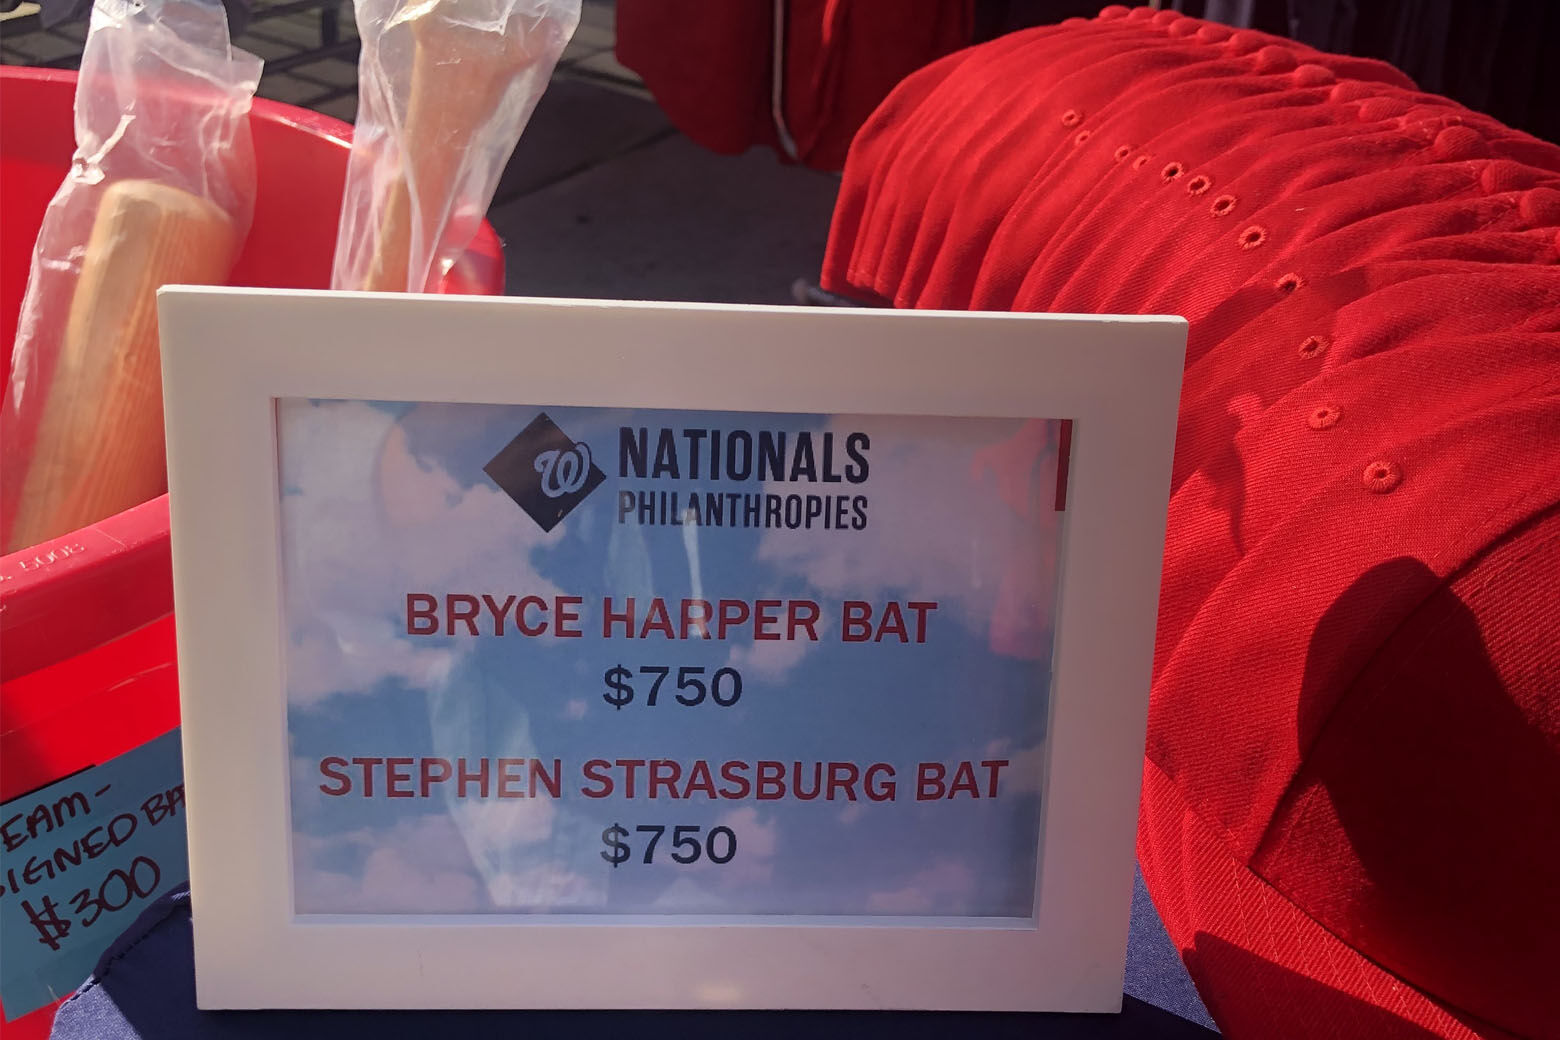 NATIONALS
PHILANTHROPIES
BRYCE HARPER BAT
$750
STEPHEN STRASBURG BAT
$750
EAM-
IGNED BA
$300